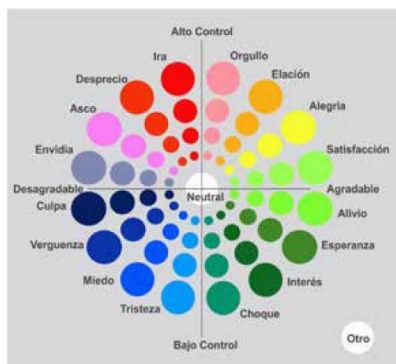 Alto Control
Ira
Orgullo
Desprecio
Elación
Asco
Alegria
Envidia
Satisfacción
Desagradable
Neutral
Agradable
Culpa
Alivio
Verguenza
Esperanza
Miedo
Interés
Tristeza
Choque
Bajo Control
Otro